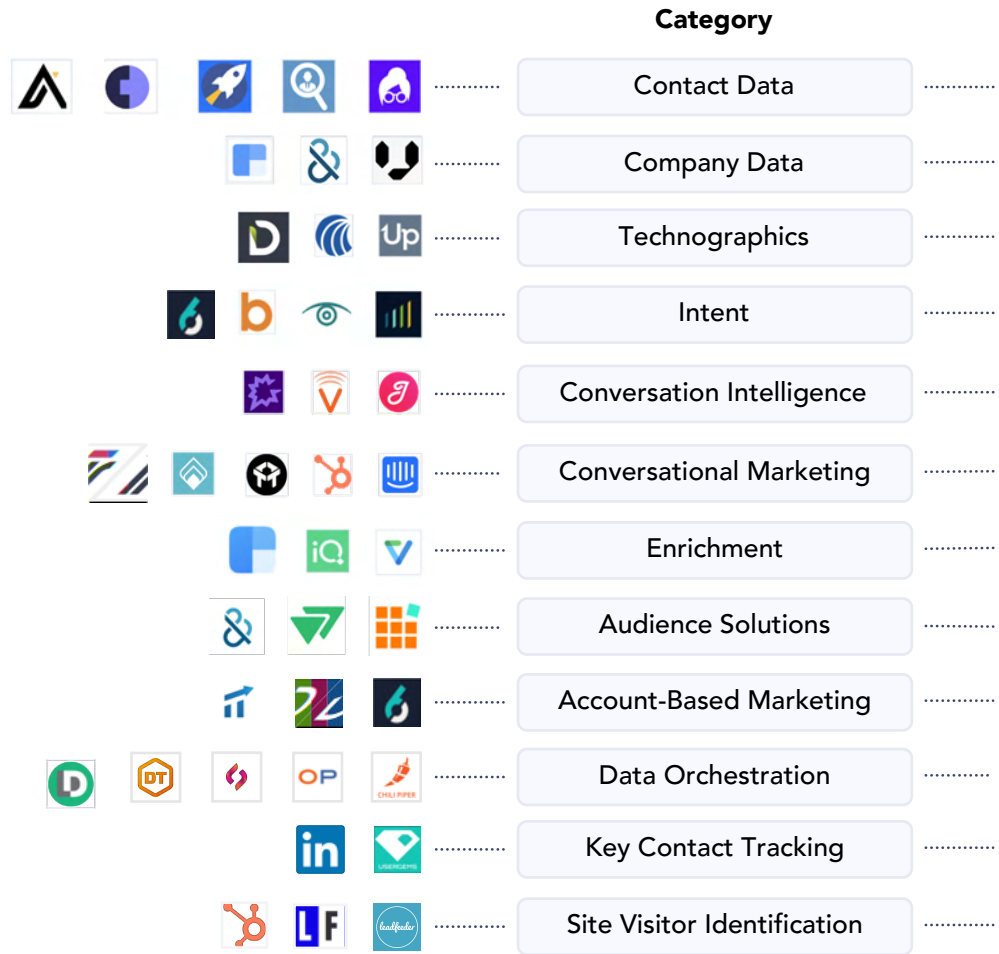 Category
Contact Data
Company Data
Up
Technographics
b
Intent
Conversation Intelligence
Conversational Marketing
iQ
Enrichment
Audience Solutions
Account-Based Marketing
D DT OP CHILI PIPER
Data Orchestration
in USERGEMS
Key Contact Tracking
LF leadfeeder
Site Visitor Identification